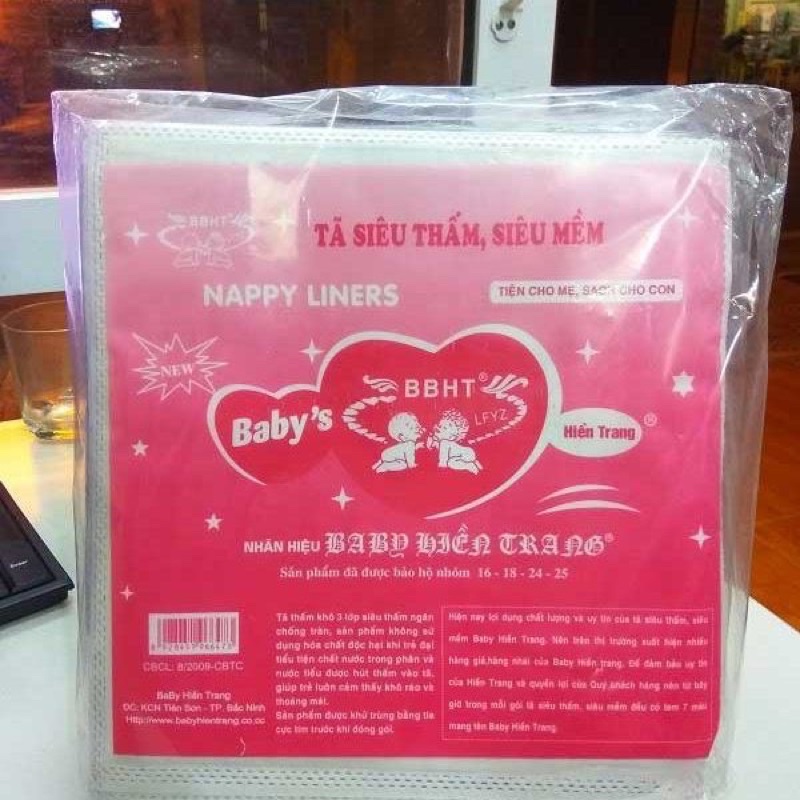 BBHT
TÃ SIÊU THẤM, SIÊU MỀM
NAPPY LINERS
TIỆN CHO MẸ, SẠCH CHO CON
NEW
BBHT®
LFYZ
Baby's
Hiền Trang®
NHÃN HIỆU BABY HIỀN TRANG®
Sản phẩm đã được bảo hộ nhóm 16 - 18 - 24 - 25
CBCL: 8/2009-CBTC
BaBy Hiền Trang
ĐC: KCN Tiên Sơn - TP. Bắc Ninh
Http://www.babyhientrang.co.cc
Tã thấm khô 3 lớp siêu thấm ngăn
chống tràn, sản phẩm không sử
dụng hóa chất độc hại khi trẻ đại
tiểu tiện chất nước trong phân và
nước tiểu được hút thấm vào tã,
giúp trẻ luôn cảm thấy khô ráo và
thoáng mái.
Sản phẩm được khử trùng bằng tia
cực tím trước khi đóng gói.
Hiện nay lợi dụng chất lượng và uy tín của tã siêu thấm, siêu
mềm Baby Hiền Trang. Nên trên thị trường xuất hiện nhiều
hàng giả,hàng nhái của Baby Hiền trang. Để đảm bảo uy tín
của Hiền Trang và quyền lợi của Quý khách hàng nên từ bây
giờ trong mỗi gói tã siêu thấm, siêu mềm đều có tem 7 màu
mang tên Baby Hiền Trang.